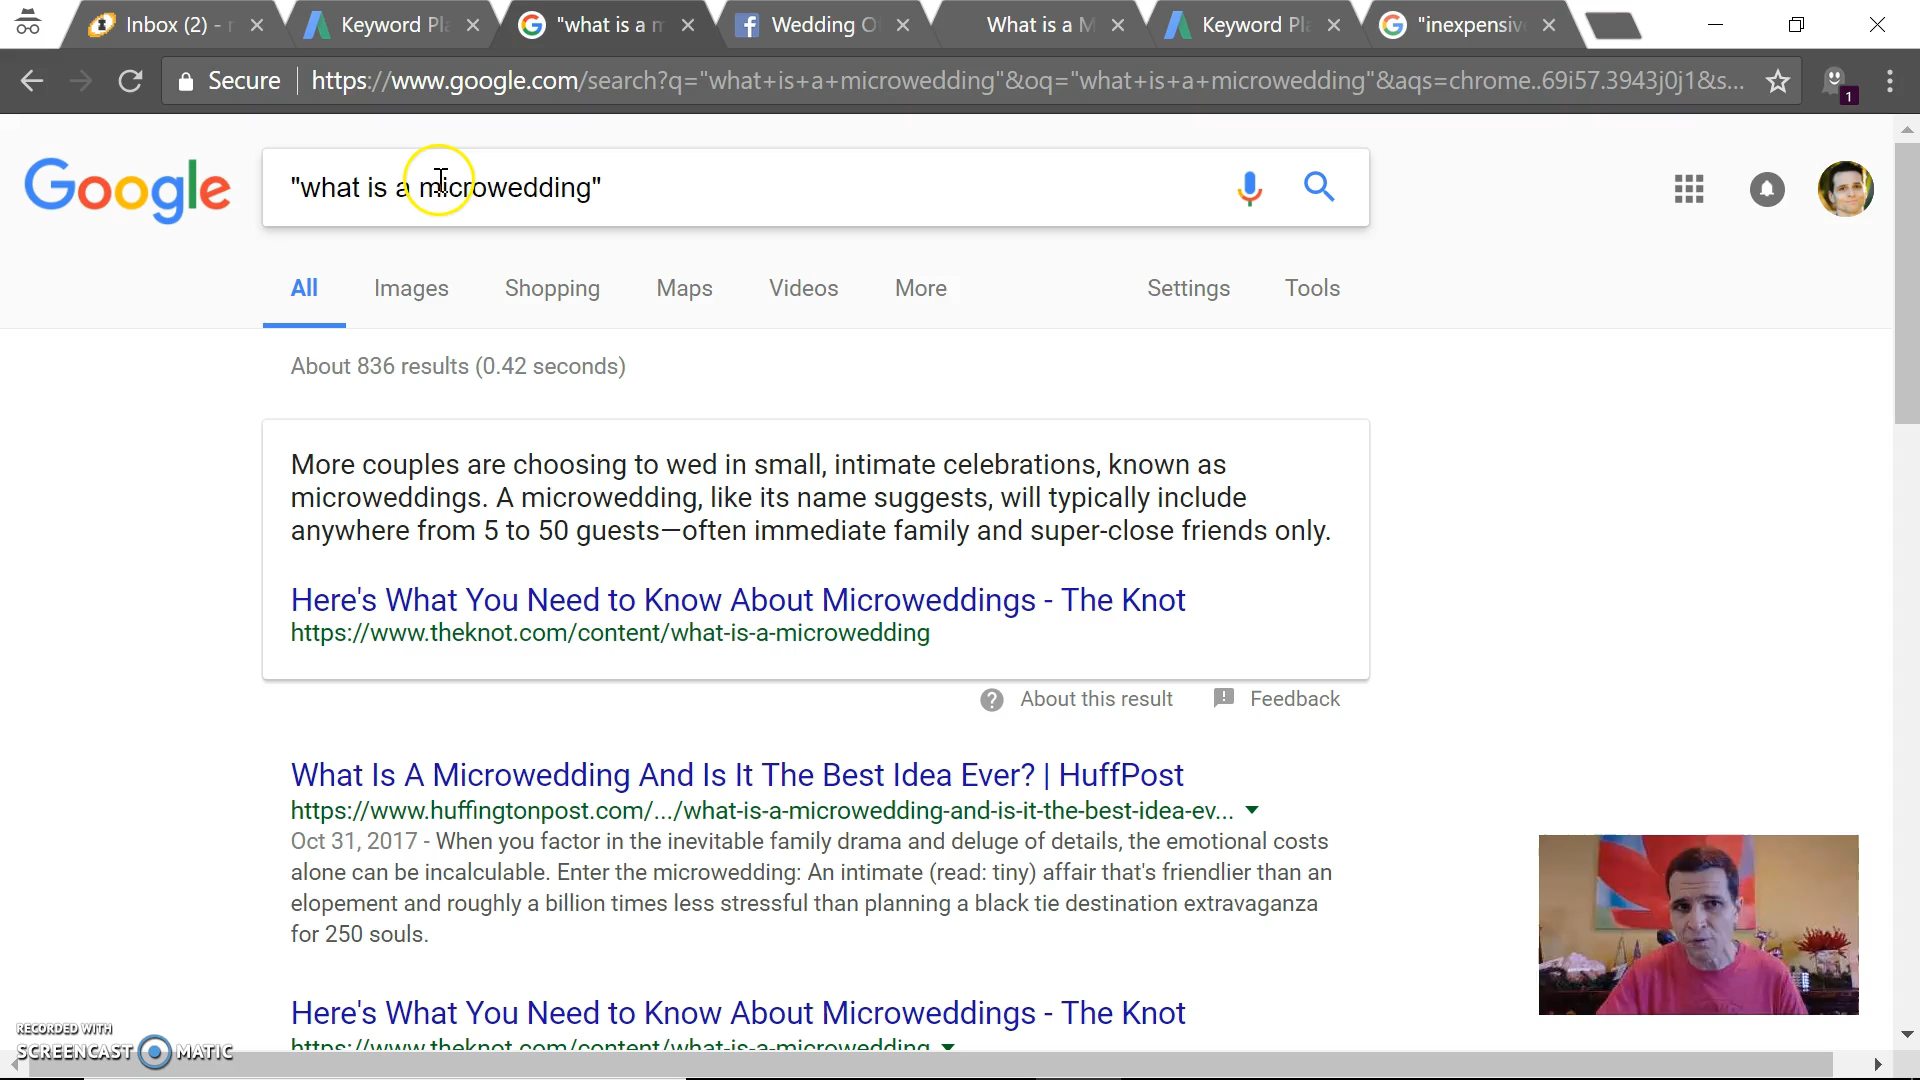 Inbox (2) -
Keyword Pla
"what is a m
Wedding O
What is a M
Keyword Pla
"inexpensiv
Secure
https://www.google.com/search?q="what+is+a+microwedding"&oq="what+is+a+microwedding"&aqs=chrome..69i57.3943j0j1&s...
1
Google
"what is a microwedding"
All
Images
Shopping
Maps
Videos
More
Settings
Tools
About 836 results (0.42 seconds)
More couples are choosing to wed in small, intimate celebrations, known as
microweddings. A microwedding, like its name suggests, will typically include
anywhere from 5 to 50 guests—often immediate family and super-close friends only.
Here's What You Need to Know About Microweddings - The Knot
https://www.theknot.com/content/what-is-a-microwedding
About this result
Feedback
What Is A Microwedding And Is It The Best Idea Ever? | HuffPost
https://www.huffingtonpost.com/.../what-is-a-microwedding-and-is-it-the-best-idea-ev...
Oct 31, 2017 - When you factor in the inevitable family drama and deluge of details, the emotional costs
alone can be incalculable. Enter the microwedding: An intimate (read: tiny) affair that's friendlier than an
elopement and roughly a billion times less stressful than planning a black tie destination extravaganza
for 250 souls.
Here's What You Need to Know About Microweddings - The Knot
https://www.theknot.com/content/what-is-a-microwedding
RECORDED WITH
SCREENCAST MATIC